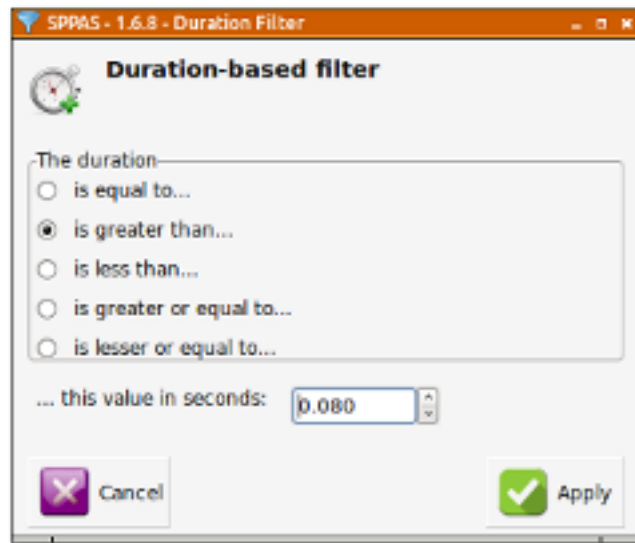 SPPAS - 1.6.8 - Duration Filter
Duration-based filter
The duration
is equal to...
is greater than...
is less than...
is greater or equal to...
is lesser or equal to...
... this value in seconds: 0.080
Cancel Apply